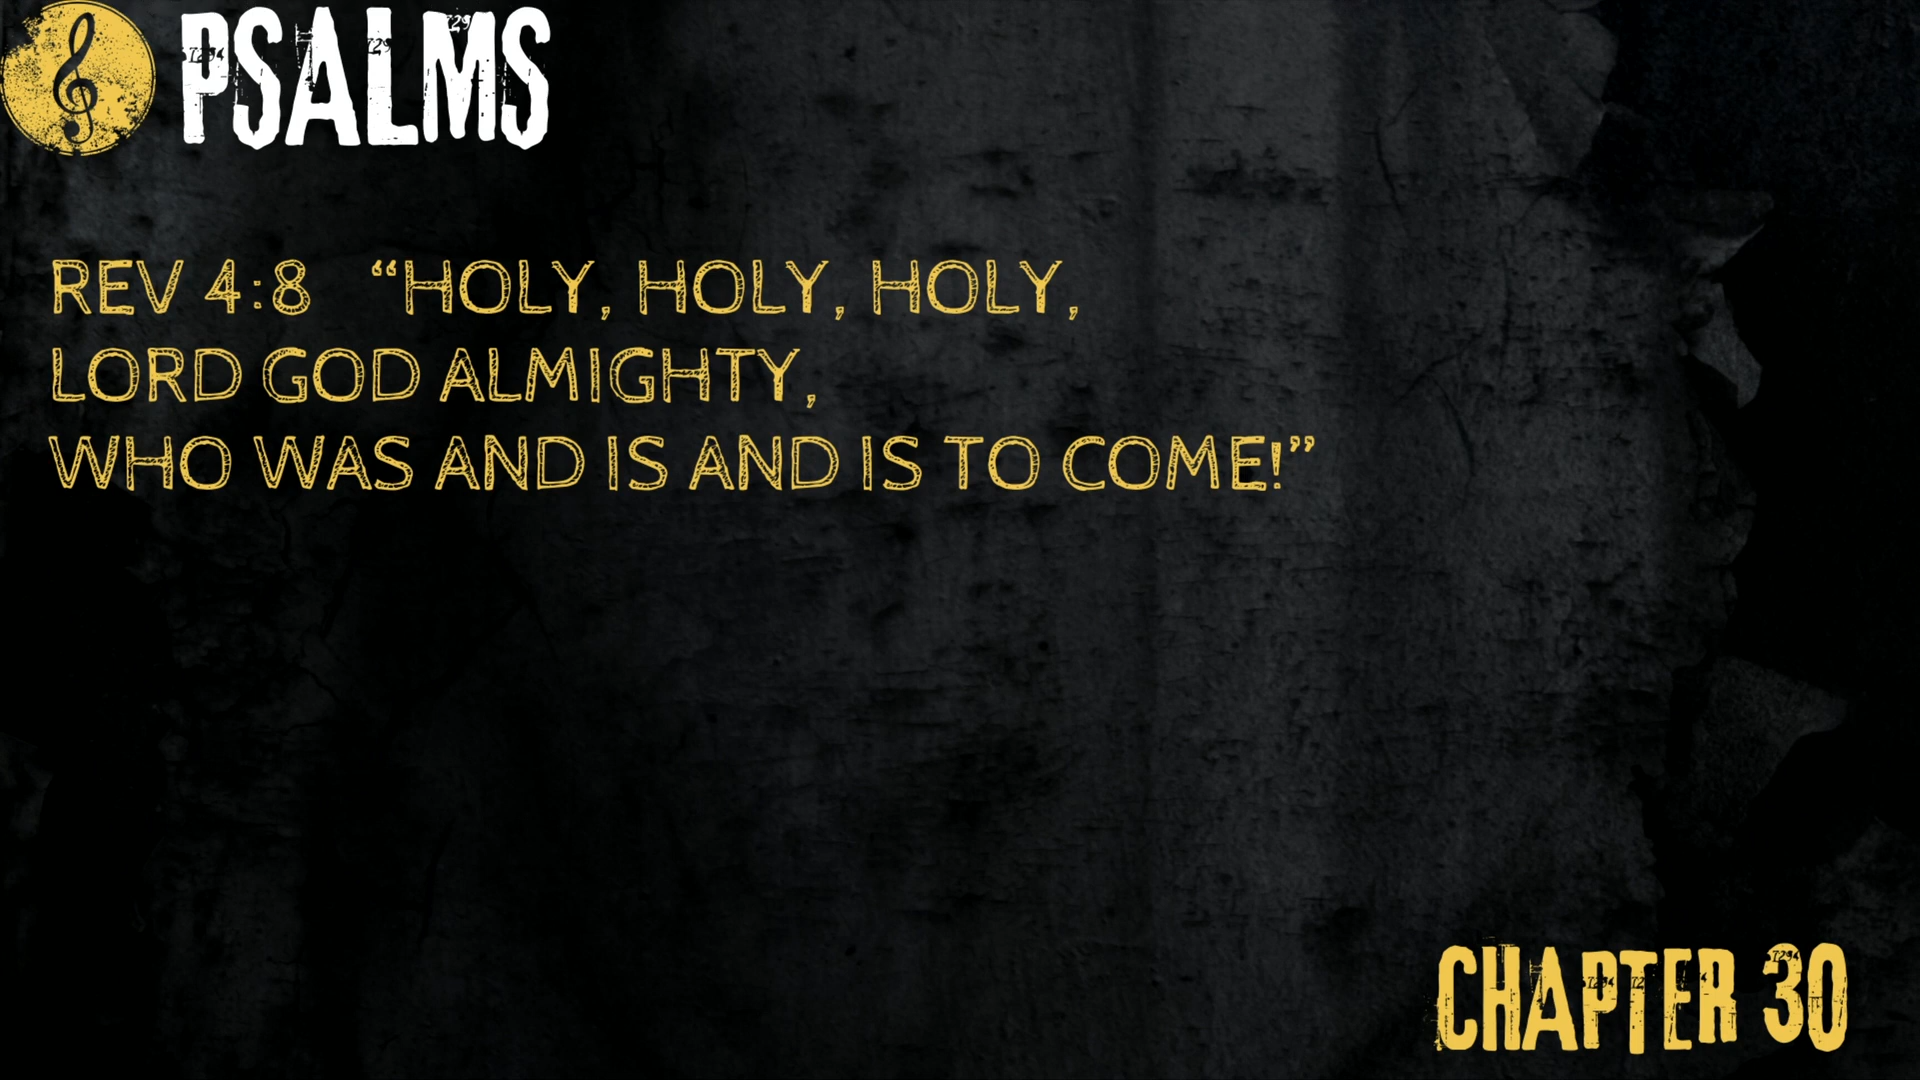 PSALMS
REV 4:8 “HOLY, HOLY, HOLY,
LORD GOD ALMIGHTY,
WHO WAS AND IS AND IS TO COME!”
CHAPTER 30